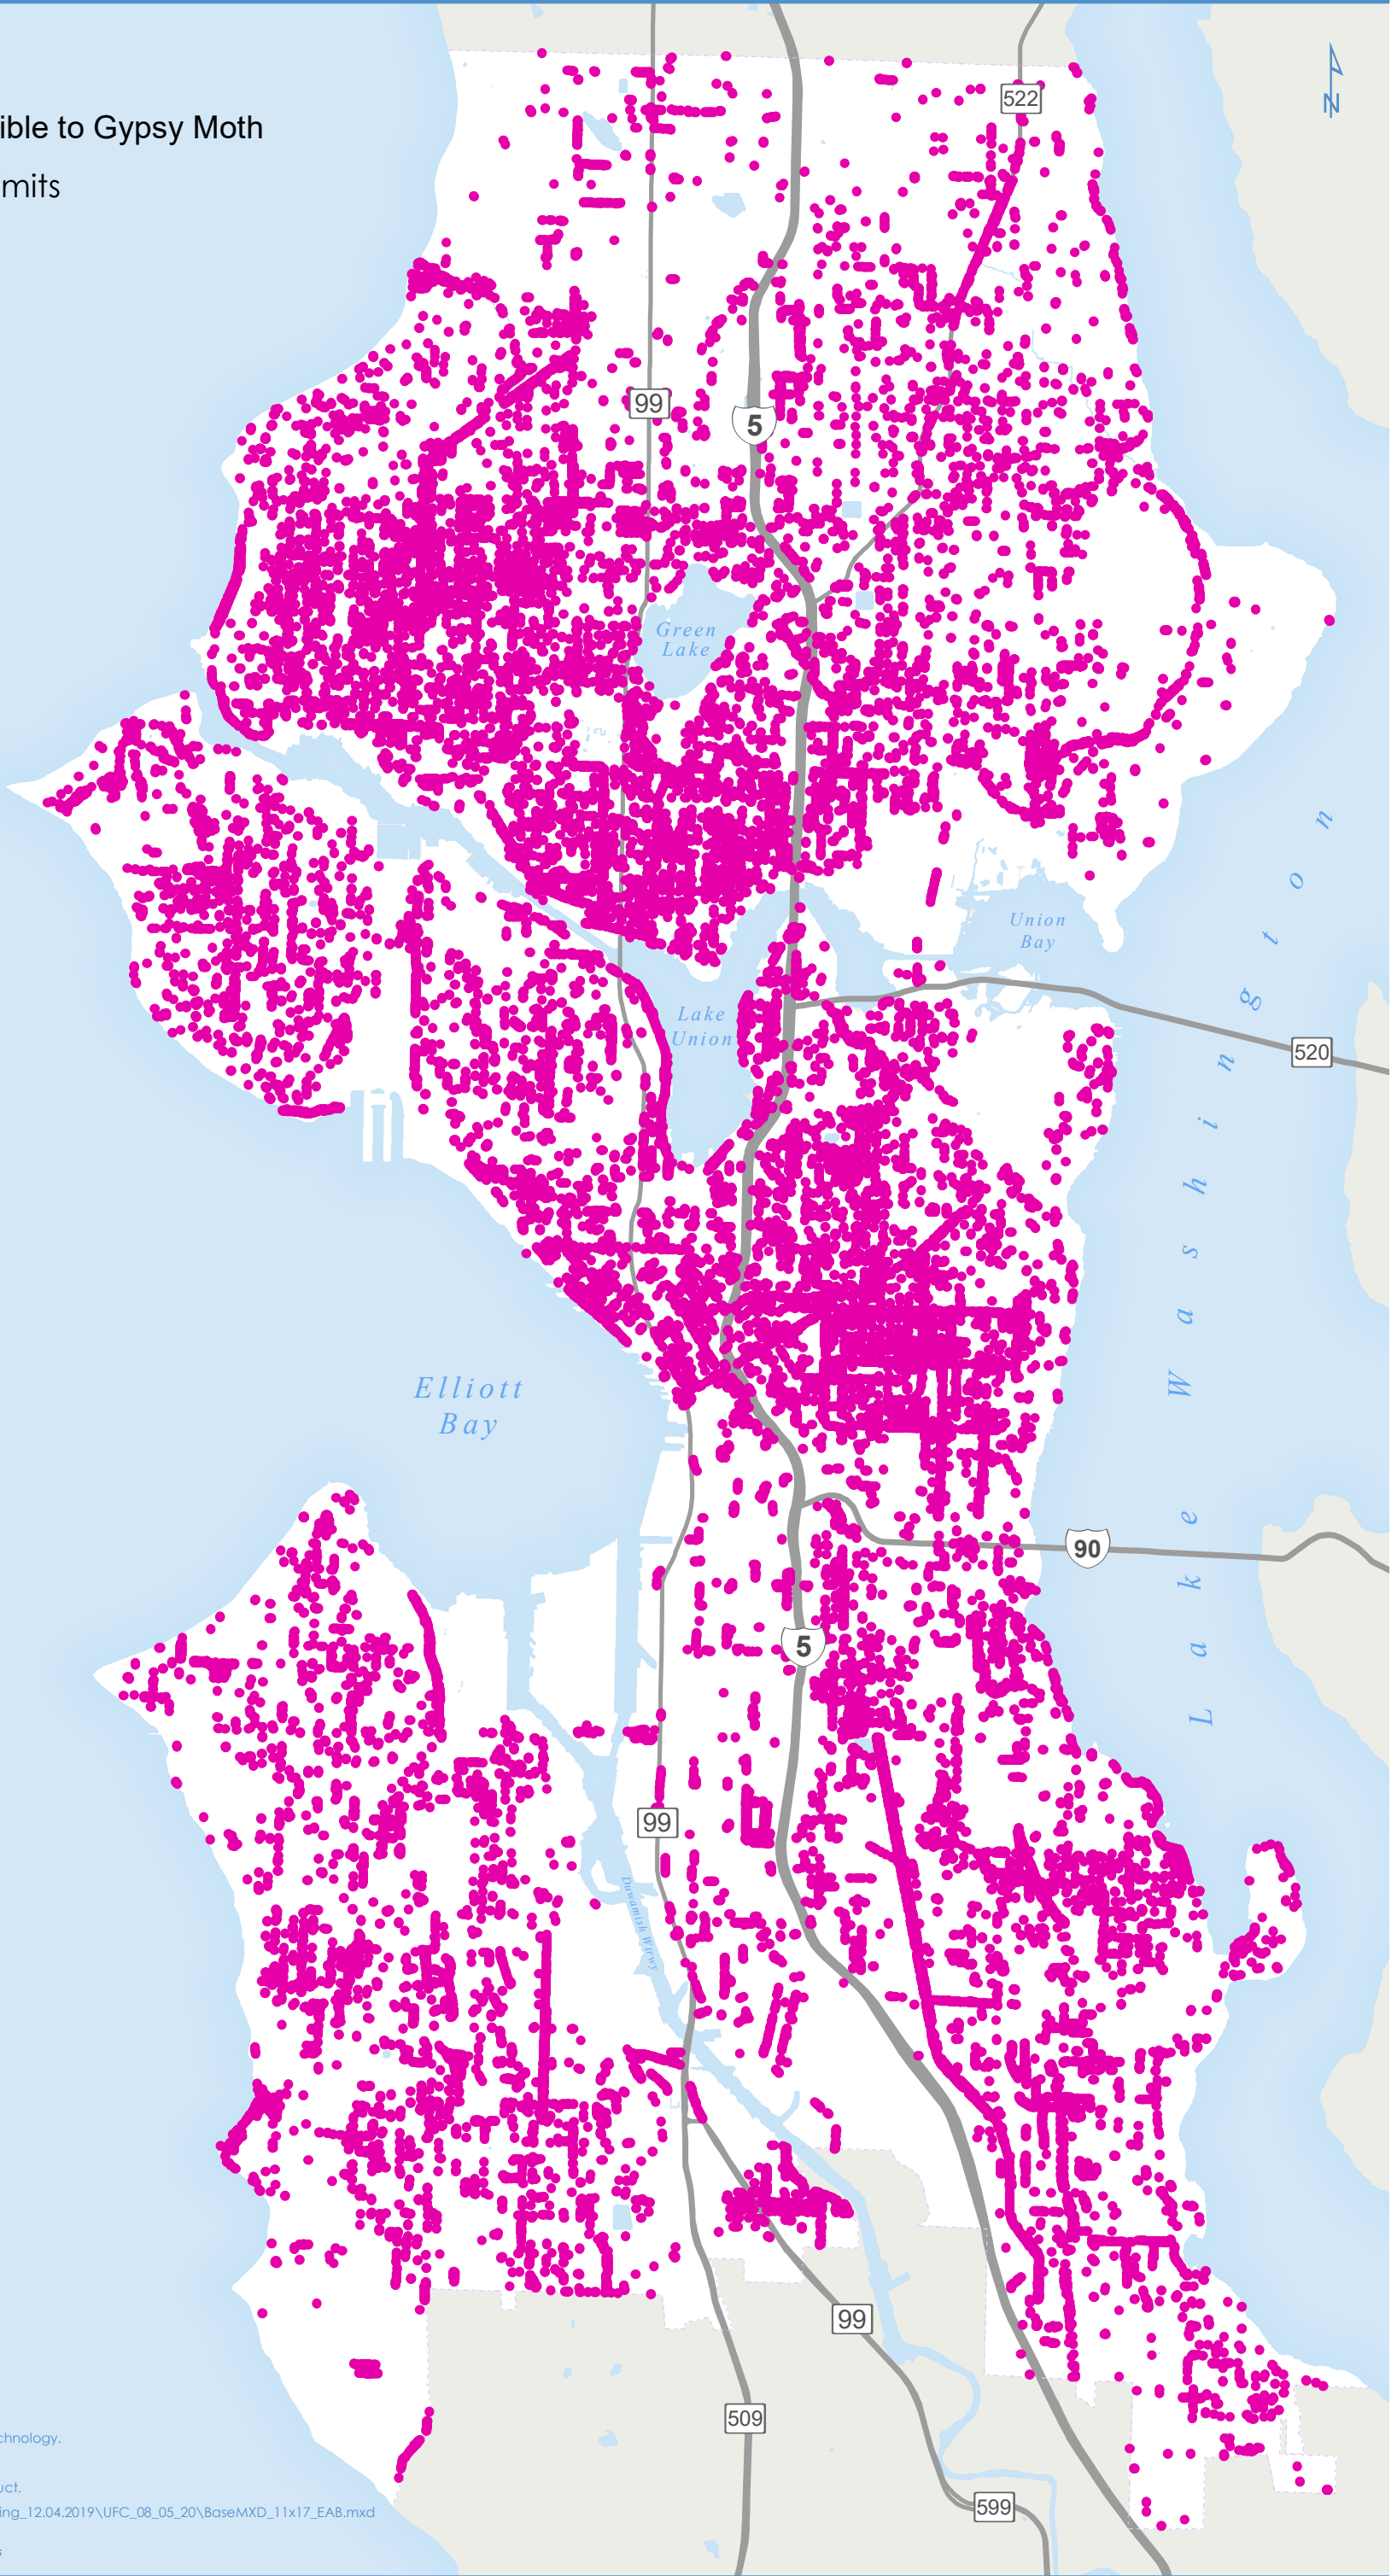 ible to Gypsy Moth
mits
522
99
5
Green
Lake
Union
Bay
Lake
Union
520
Lake Washington
Elliott
Bay
90
5
99
Duwamish Wtrwy
99
509
599
chnology.
uct.
ing_12.04.2019\UFC_08_05_20\BaseMXD_11x17_EAB.mxd
s
N